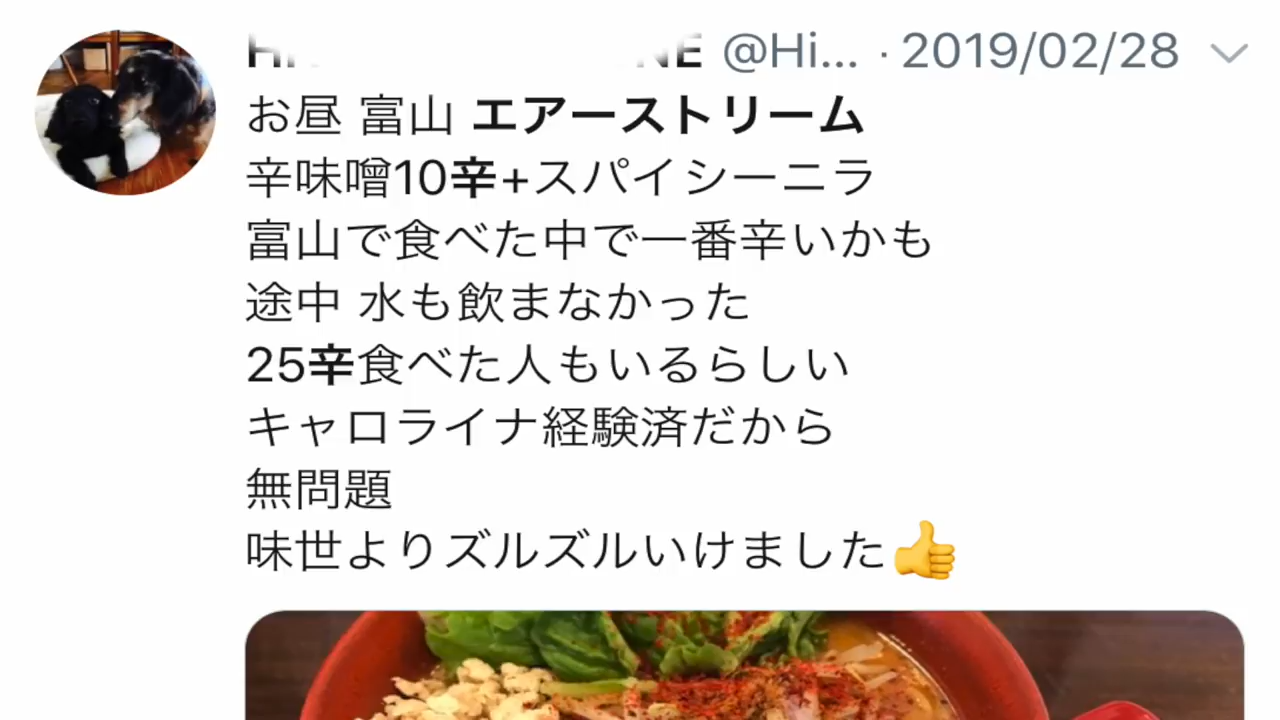 @Hi... · 2019/02/28
お昼 富山 エアーストリーム
辛味噌10辛+スパイシーニラ
富山で食べた中で一番辛いかも
途中 水も飲まなかった
25辛食べた人もいるらしい
キャロライナ経験済だから
無問題
味世よりズルズルいけました👍